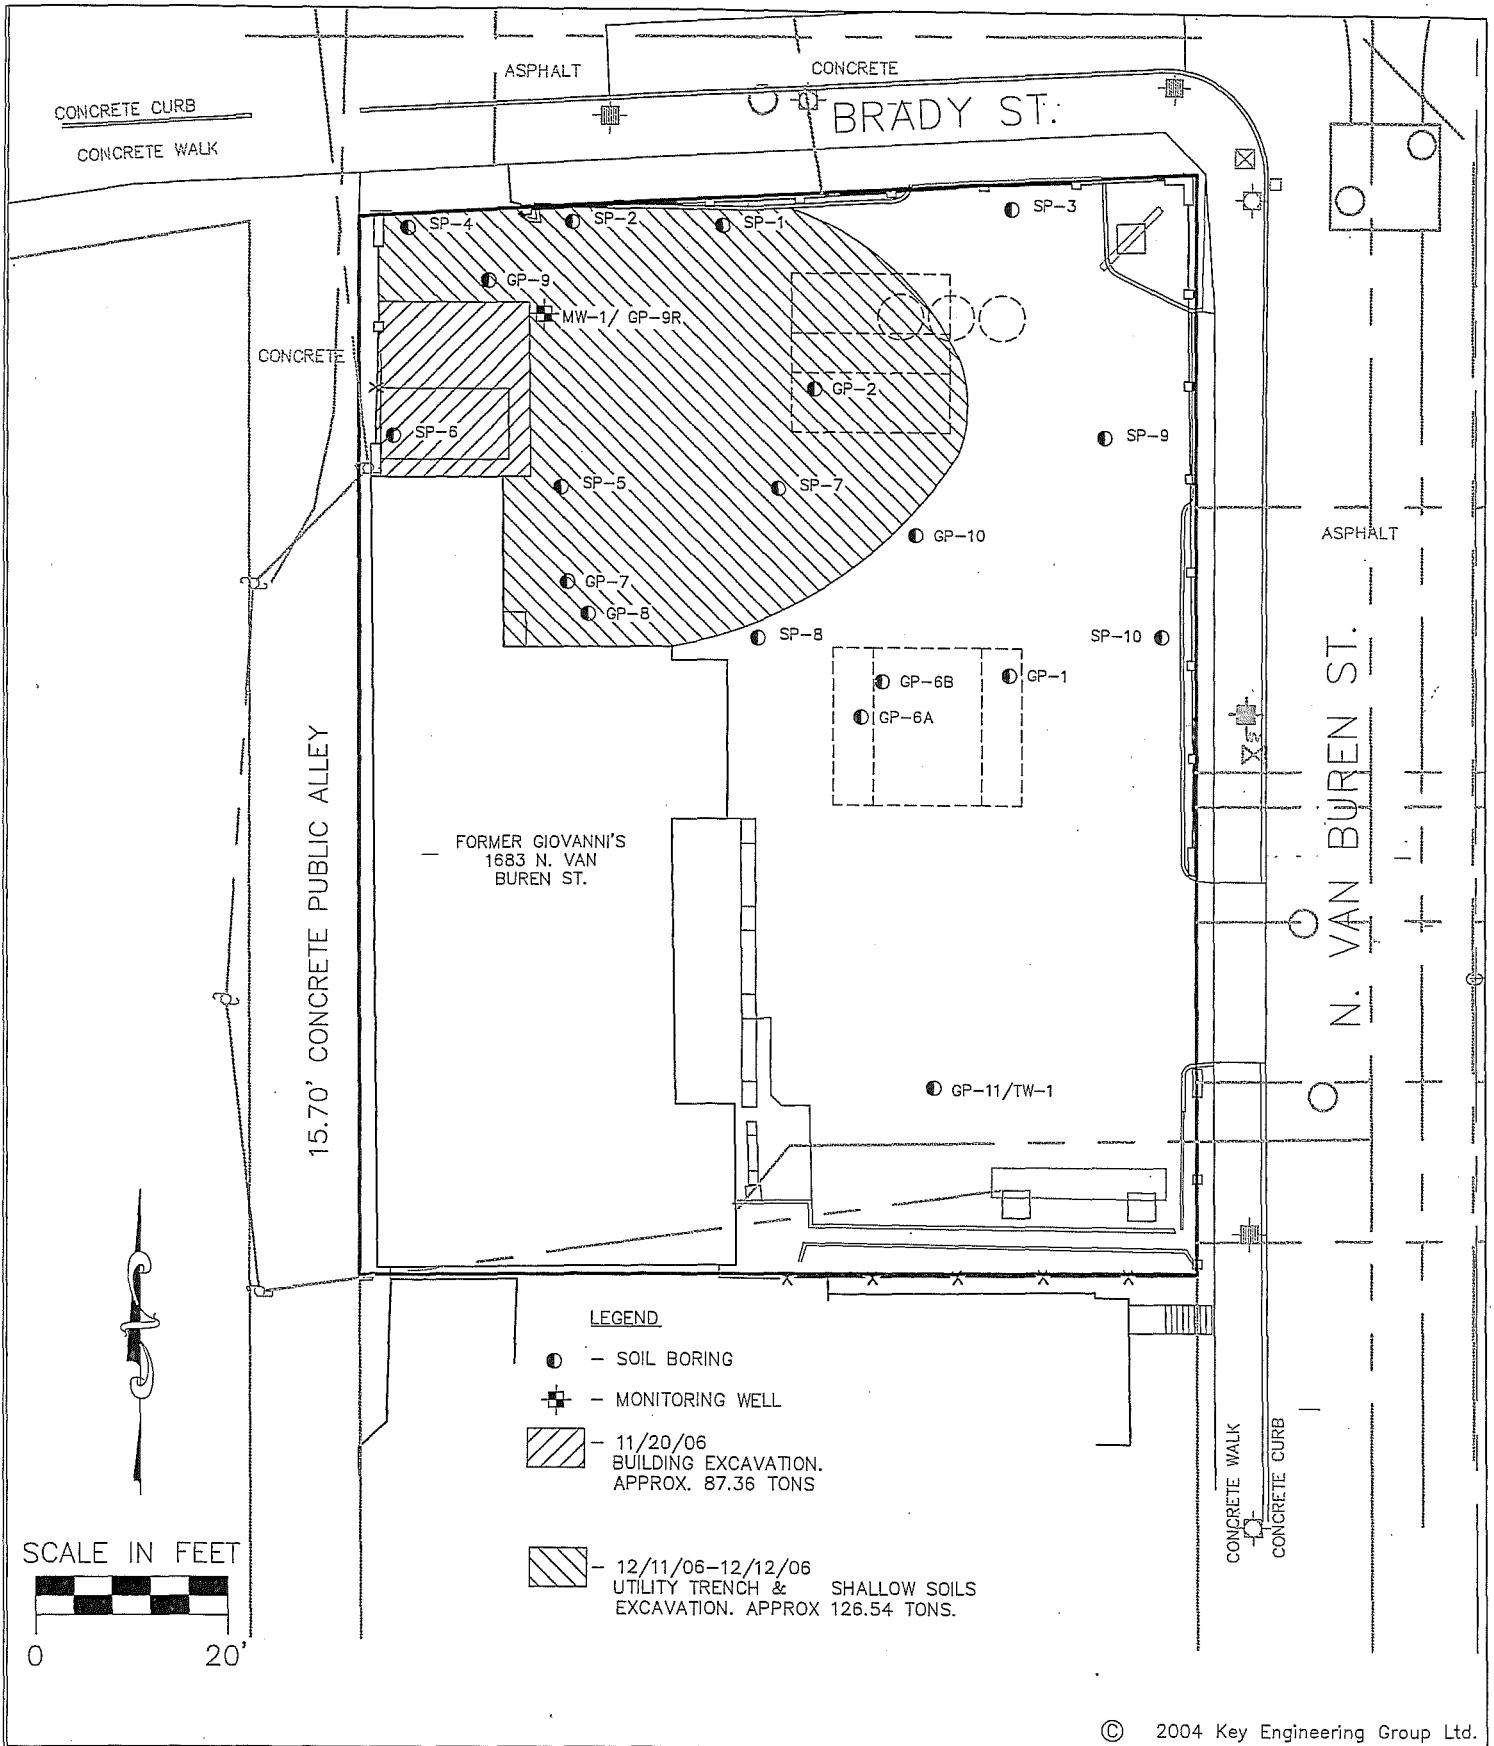 ASPHALT
CONCRETE
CONCRETE CURB
BRADY ST.
CONCRETE WALK
SP-4
SP-2
SP-1
SP-3
GP-9
MW-1/ GP-9R
CONCRETE
GP-2
SP-6
SP-9
SP-5
SP-7
GP-10
ASPHALT
GP-7
GP-8
SP-8
SP-10
GP-6B
GP-1
GP-6A
N. VAN BUREN ST.
15.70' CONCRETE PUBLIC ALLEY
FORMER GIOVANNI'S
1683 N. VAN
BUREN ST.
GP-11/TW-1
LEGEND
- SOIL BORING
- MONITORING WELL
- 11/20/06
BUILDING EXCAVATION.
APPROX. 87.36 TONS
- 12/11/06-12/12/06
UTILITY TRENCH & SHALLOW SOILS
EXCAVATION. APPROX 126.54 TONS.
CONCRETE WALK
CONCRETE CURB
SCALE IN FEET
0 20'
© 2004 Key Engineering Group Ltd.